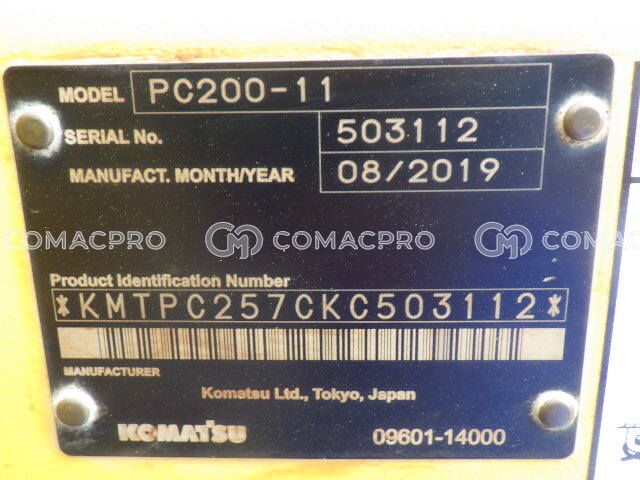 MODEL PC200-11
SERIAL No. 503112
MANUFACT. MONTH/YEAR 08/2019
COMACPRO COMACPRO COMACPRO
Product Identification Number
*KMTPC257CKC503112*
MANUFACTURER
Komatsu Ltd., Tokyo, Japan
KOMATSU 09601-14000